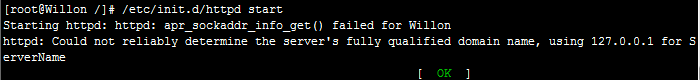 [root@Willon /]# /etc/init.d/httpd start
Starting httpd: httpd: apr_sockaddr_info_get() failed for Willon
httpd: Could not reliably determine the server's fully qualified domain name, using 127.0.0.1 for S
erverName
[ OK ]